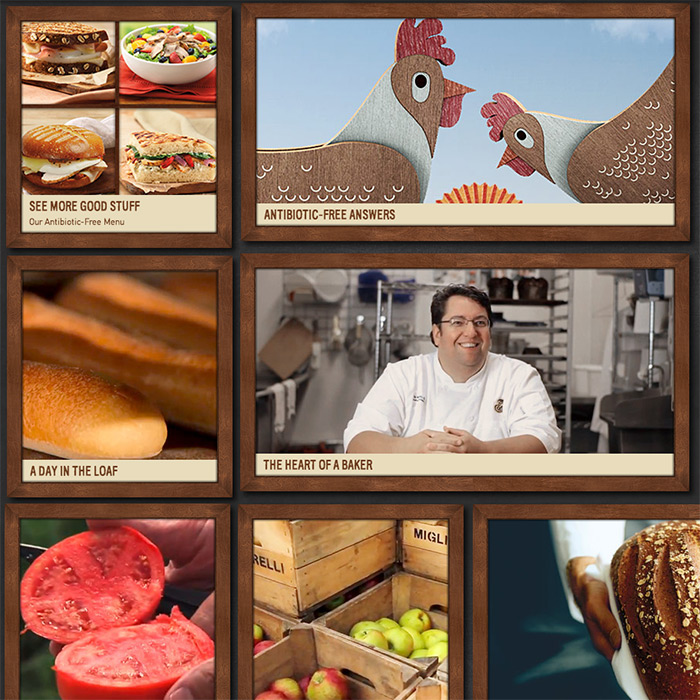 SEE MORE GOOD STUFF
Our Antibiotic-Free Menu
ANTIBIOTIC-FREE ANSWERS
A DAY IN THE LOAF
THE HEART OF A BAKER
RELLI
MIGLI